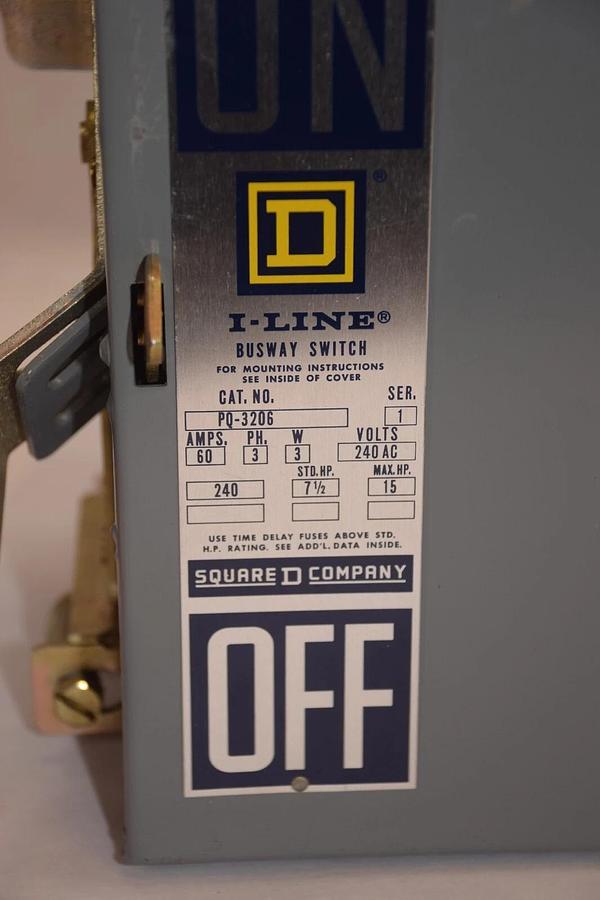 ON
D
®
I-LINE®
BUSWAY SWITCH
FOR MOUNTING INSTRUCTIONS
SEE INSIDE OF COVER
CAT. NO. SER.
PQ-3206 1
AMPS. PH. W VOLTS
60 3 3 240 AC
STD. HP. MAX. HP.
240 7 1/2 15
USE TIME DELAY FUSES ABOVE STD.
H.P. RATING. SEE ADD'L. DATA INSIDE.
SQUARE D COMPANY
OFF